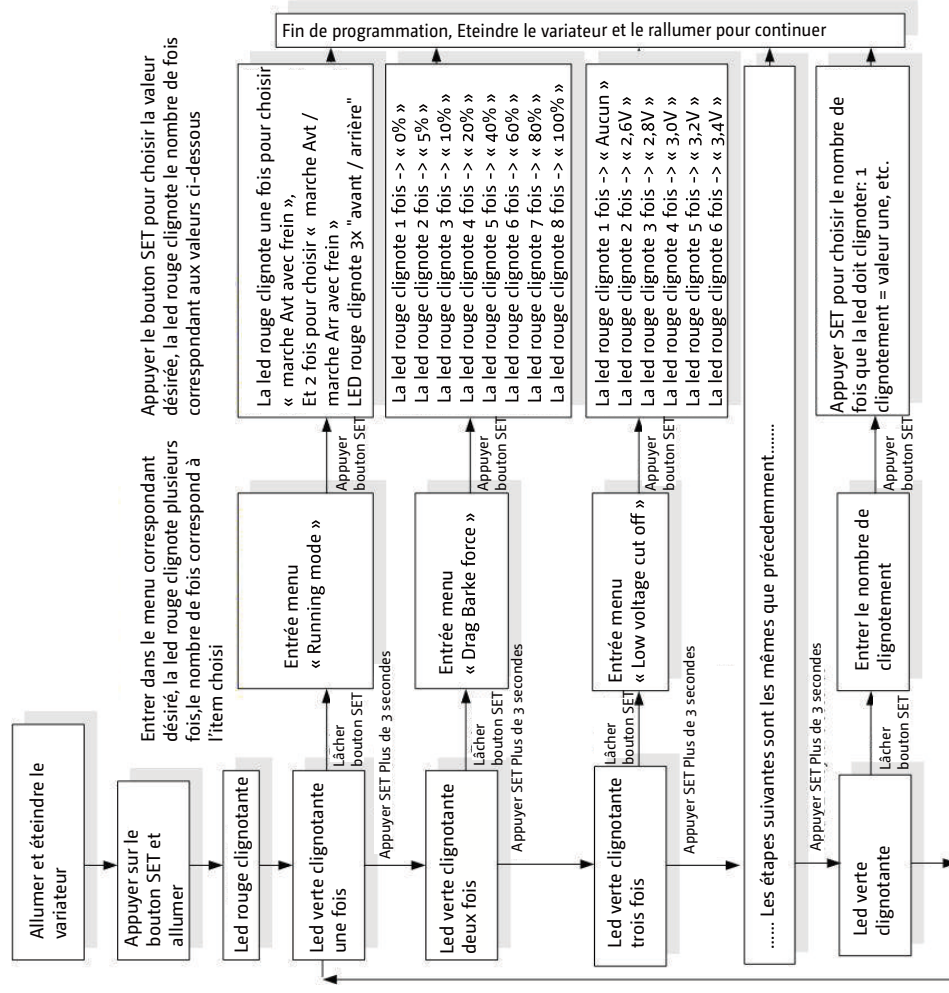 Allumer et éteindre le
variateur
Appuyer sur le
bouton SET et
allumer
Led rouge clignotante
Entrer dans le menu correspondant
désiré, la led rouge clignote plusieurs
fois,le nombre de fois correspond à
l'item choisi
Appuyer le bouton SET pour choisir la valeur
désirée, la led rouge clignote le nombre de fois
correspondant aux valeurs ci-dessous
Led verte clignotante
une fois
Lâcher
bouton SET
Entrée menu
« Running mode »
Appuyer
bouton SET
La led rouge clignote une fois pour choisir
« marche Avt avec frein »,
Et 2 fois pour choisir « marche Avt /
marche Arr avec frein »
LED rouge clignote 3x "avant / arrière"
Appuyer SET Plus de 3 secondes
Led verte clignotante
deux fois
Lâcher
bouton SET
Entrée menu
« Drag Barke force »
Appuyer
bouton SET
La led rouge clignote 1 fois -> « 0% »
La led rouge clignote 2 fois -> « 5% »
La led rouge clignote 3 fois -> « 10% »
La led rouge clignote 4 fois -> « 20% »
La led rouge clignote 5 fois -> « 40% »
La led rouge clignote 6 fois -> « 60% »
La led rouge clignote 7 fois -> « 80% »
La led rouge clignote 8 fois -> « 100% »
Appuyer SET Plus de 3 secondes
Led verte clignotante
trois fois
Lâcher
bouton SET
Entrée menu
« Low voltage cut off »
Appuyer
bouton SET
La led rouge clignote 1 fois -> « Aucun »
La led rouge clignote 2 fois -> « 2,6V »
La led rouge clignote 3 fois -> « 2,8V »
La led rouge clignote 4 fois -> « 3,0V »
La led rouge clignote 5 fois -> « 3,2V »
La led rouge clignote 6 fois -> « 3,4V »
Appuyer SET Plus de 3 secondes
...... Les étapes suivantes sont les mêmes que précedemment.......
Appuyer SET Plus de 3 secondes
Led verte
clignotante
Lâcher
bouton SET
Entrer le nombre de
clignotement
Appuyer
bouton SET
Appuyer SET pour choisir le nombre de
fois que la led doit clignoter: 1
clignotement = valeur une, etc.
Fin de programmation, Eteindre le variateur et le rallumer pour continuer